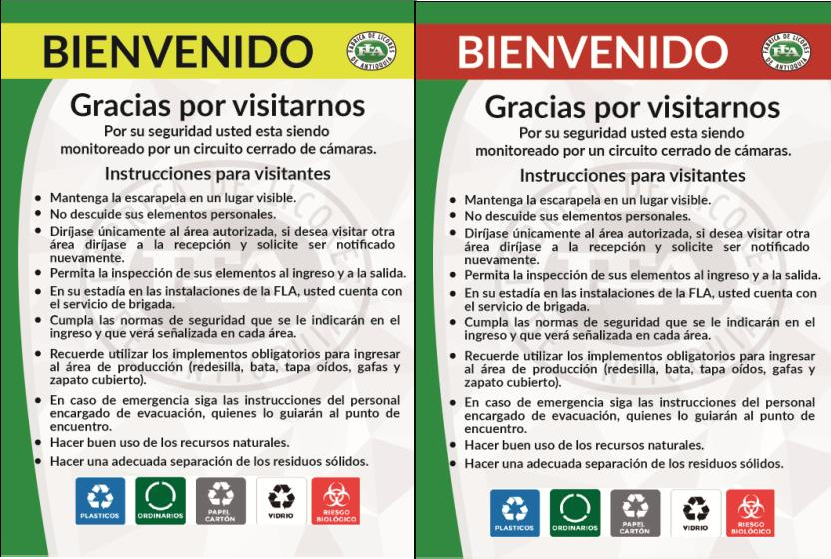 BIENVENIDO
FABRICA DE LICORES
FLA
DE ANTIOQUIA
Gracias por visitarnos
Por su seguridad usted esta siendo
monitoreado por un circuito cerrado de cámaras.
Instrucciones para visitantes
• Mantenga la escarapela en un lugar visible.
• No descuide sus elementos personales.
• Diríjase únicamente al área autorizada, si desea visitar otra
área diríjase a la recepción y solicite ser notificado
nuevamente.
• Permita la inspección de sus elementos al ingreso y a la salida.
• En su estadía en las instalaciones de la FLA, usted cuenta con
el servicio de brigada.
• Cumpla las normas de seguridad que se le indicarán en el
ingreso y que verá señalizada en cada área.
• Recuerde utilizar los implementos obligatorios para ingresar
al área de producción (redesilla, bata, tapa oídos, gafas y
zapato cubierto).
• En caso de emergencia siga las instrucciones del personal
encargado de evacuación, quienes lo guiarán al punto de
encuentro.
• Hacer buen uso de los recursos naturales.
• Hacer una adecuada separación de los residuos sólidos.
PLASTICOS
ORDINARIOS
PAPEL
CARTÓN
VIDRIO
RIESGO
BIOLÓGICO
BIENVENIDO
FABRICA DE LICORES
FLA
DE ANTIOQUIA
Gracias por visitarnos
Por su seguridad usted esta siendo
monitoreado por un circuito cerrado de cámaras.
Instrucciones para visitantes
• Mantenga la escarapela en un lugar visible.
• No descuide sus elementos personales.
• Diríjase únicamente al área autorizada, si desea visitar otra
área diríjase a la recepción y solicite ser notificado
nuevamente.
• Permita la inspección de sus elementos al ingreso y a la salida.
• En su estadía en las instalaciones de la FLA, usted cuenta con
el servicio de brigada.
• Cumpla las normas de seguridad que se le indicarán en el
ingreso y que verá señalizada en cada área.
• Recuerde utilizar los implementos obligatorios para ingresar
al área de producción (redesilla, bata, tapa oídos, gafas y
zapato cubierto).
• En caso de emergencia siga las instrucciones del personal
encargado de evacuación, quienes lo guiarán al punto de
encuentro.
• Hacer buen uso de los recursos naturales.
• Hacer una adecuada separación de los residuos sólidos.
PLASTICOS
ORDINARIOS
PAPEL
CARTÓN
VIDRIO
RIESGO
BIOLÓGICO